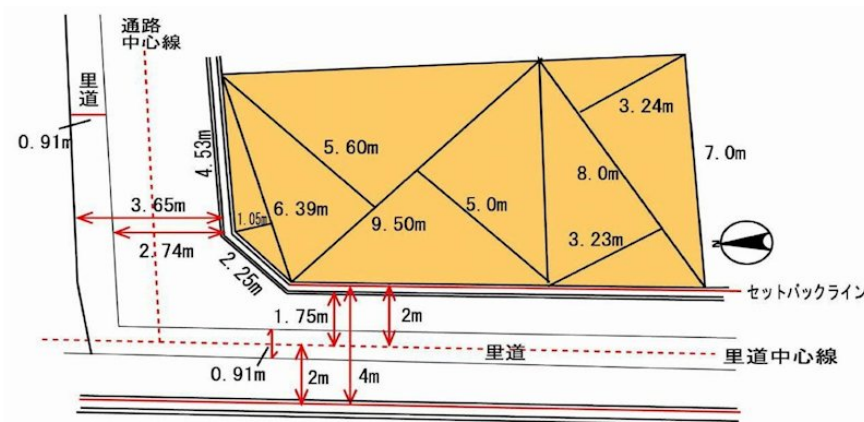 通路
中心線
里道
0.91m
4.53m
3.65m
2.74m
2.25m
1.05m
6.39m
5.60m
9.50m
5.0m
3.24m
8.0m
7.0m
3.23m
N
セットバックライン
1.75m
2m
里道
里道中心線
0.91m
2m
4m